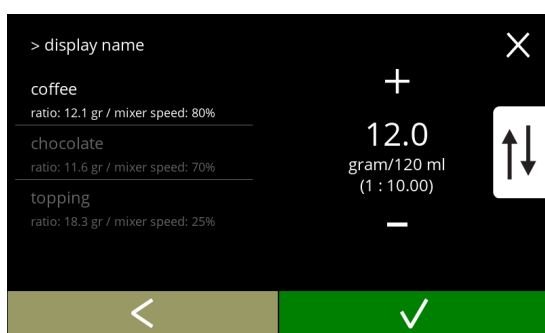 > display name
coffee
ratio: 12.1 gr / mixer speed: 80%
chocolate
ratio: 11.6 gr / mixer speed: 70%
topping
ratio: 18.3 gr / mixer speed: 25%
12.0
gram/120 ml
(1 : 10.00)